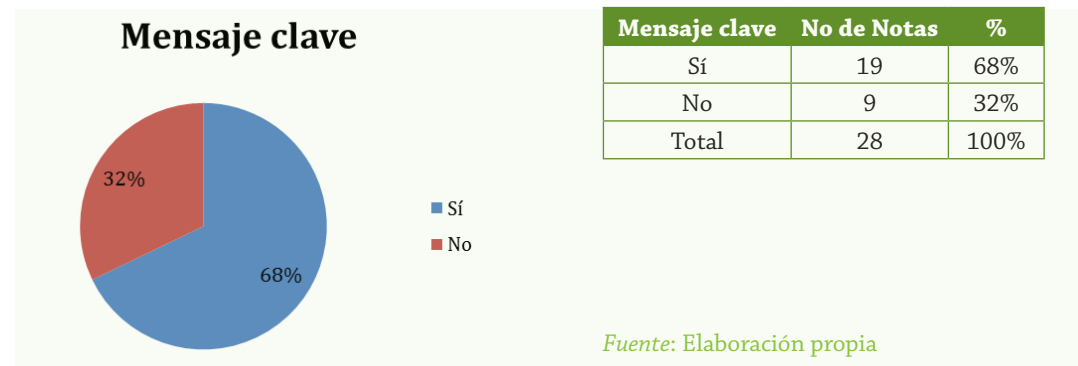 Mensaje clave
32%
68%
Sí
No
Mensaje clave No de Notas %
Sí 19 68%
No 9 32%
Total 28 100%
Fuente: Elaboración propia